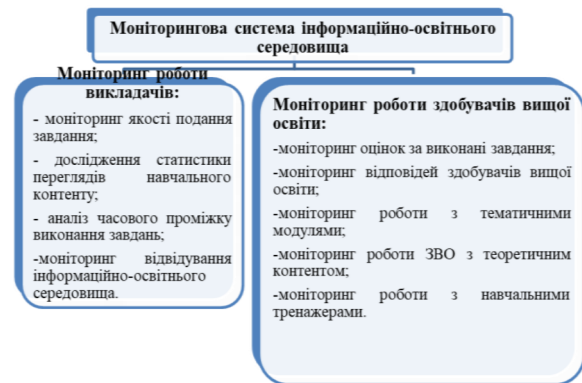 Моніторингова система інформаційно-освітнього
середовища
Моніторинг роботи
викладачів:
- моніторинг якості подання
завдання;
- дослідження статистики
переглядів навчального
контенту;
- аналіз часового проміжку
виконання завдань;
-моніторинг відвідування
інформаційно-освітнього
середовища.
Моніторинг роботи здобувачів вищої
освіти:
-моніторинг оцінок за виконані завдання;
-моніторинг відповідей здобувачів вищої
освіти;
-моніторинг роботи з тематичними
модулями;
-моніторинг роботи ЗВО з теоретичним
контентом;
-моніторинг роботи з навчальними
тренажерами.